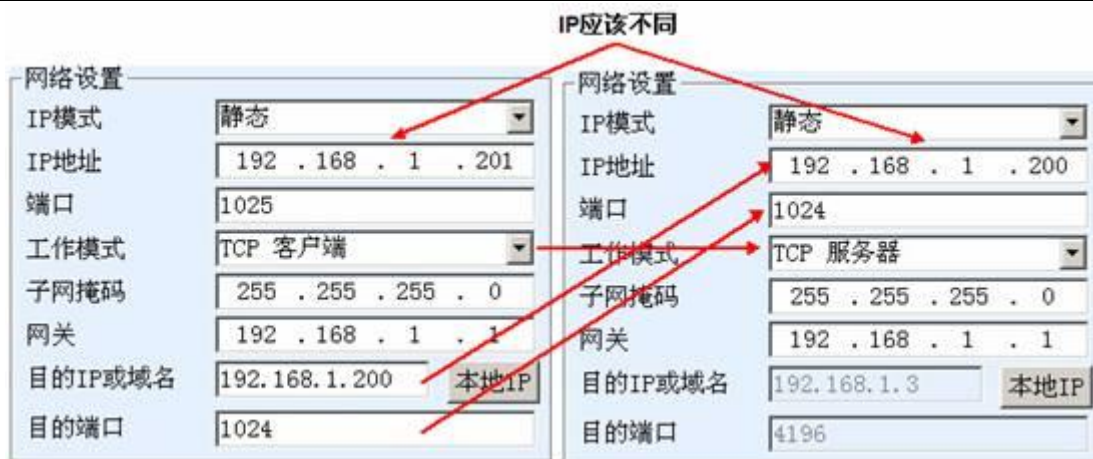 IP应该不同
网络设置
IP模式 静态
IP地址 192 . 168 . 1 . 201
端口 1025
工作模式 TCP 客户端
子网掩码 255 . 255 . 255 . 0
网关 192 . 168 . 1 . 1
目的IP或域名 192.168.1.200 本地IP
目的端口 1024
网络设置
IP模式 静态
IP地址 192 . 168 . 1 . 200
端口 1024
工作模式 TCP 服务器
子网掩码 255 . 255 . 255 . 0
网关 192 . 168 . 1 . 1
目的IP或域名 192.168.1.3 本地IP
目的端口 4196